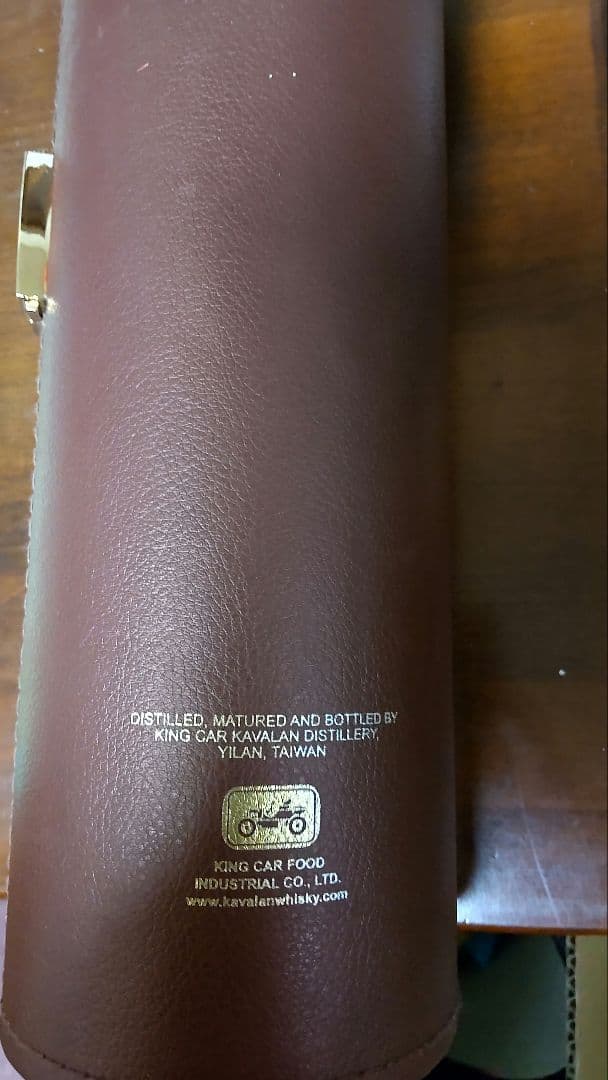 DISTILLED, MATURED AND BOTTLED BY
KING CAR KAVALAN DISTILLERY,
YILAN, TAIWAN
KING CAR FOOD
INDUSTRIAL CO., LTD.
www.kavalanwhisky.com